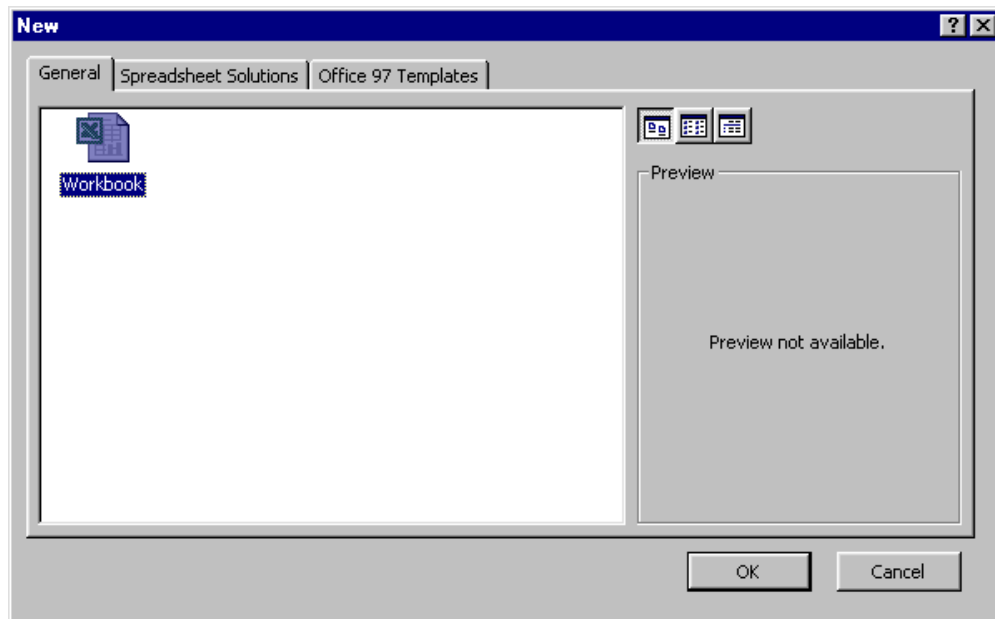 New
General Spreadsheet Solutions Office 97 Templates
Workbook
Preview
Preview not available.
OK Cancel